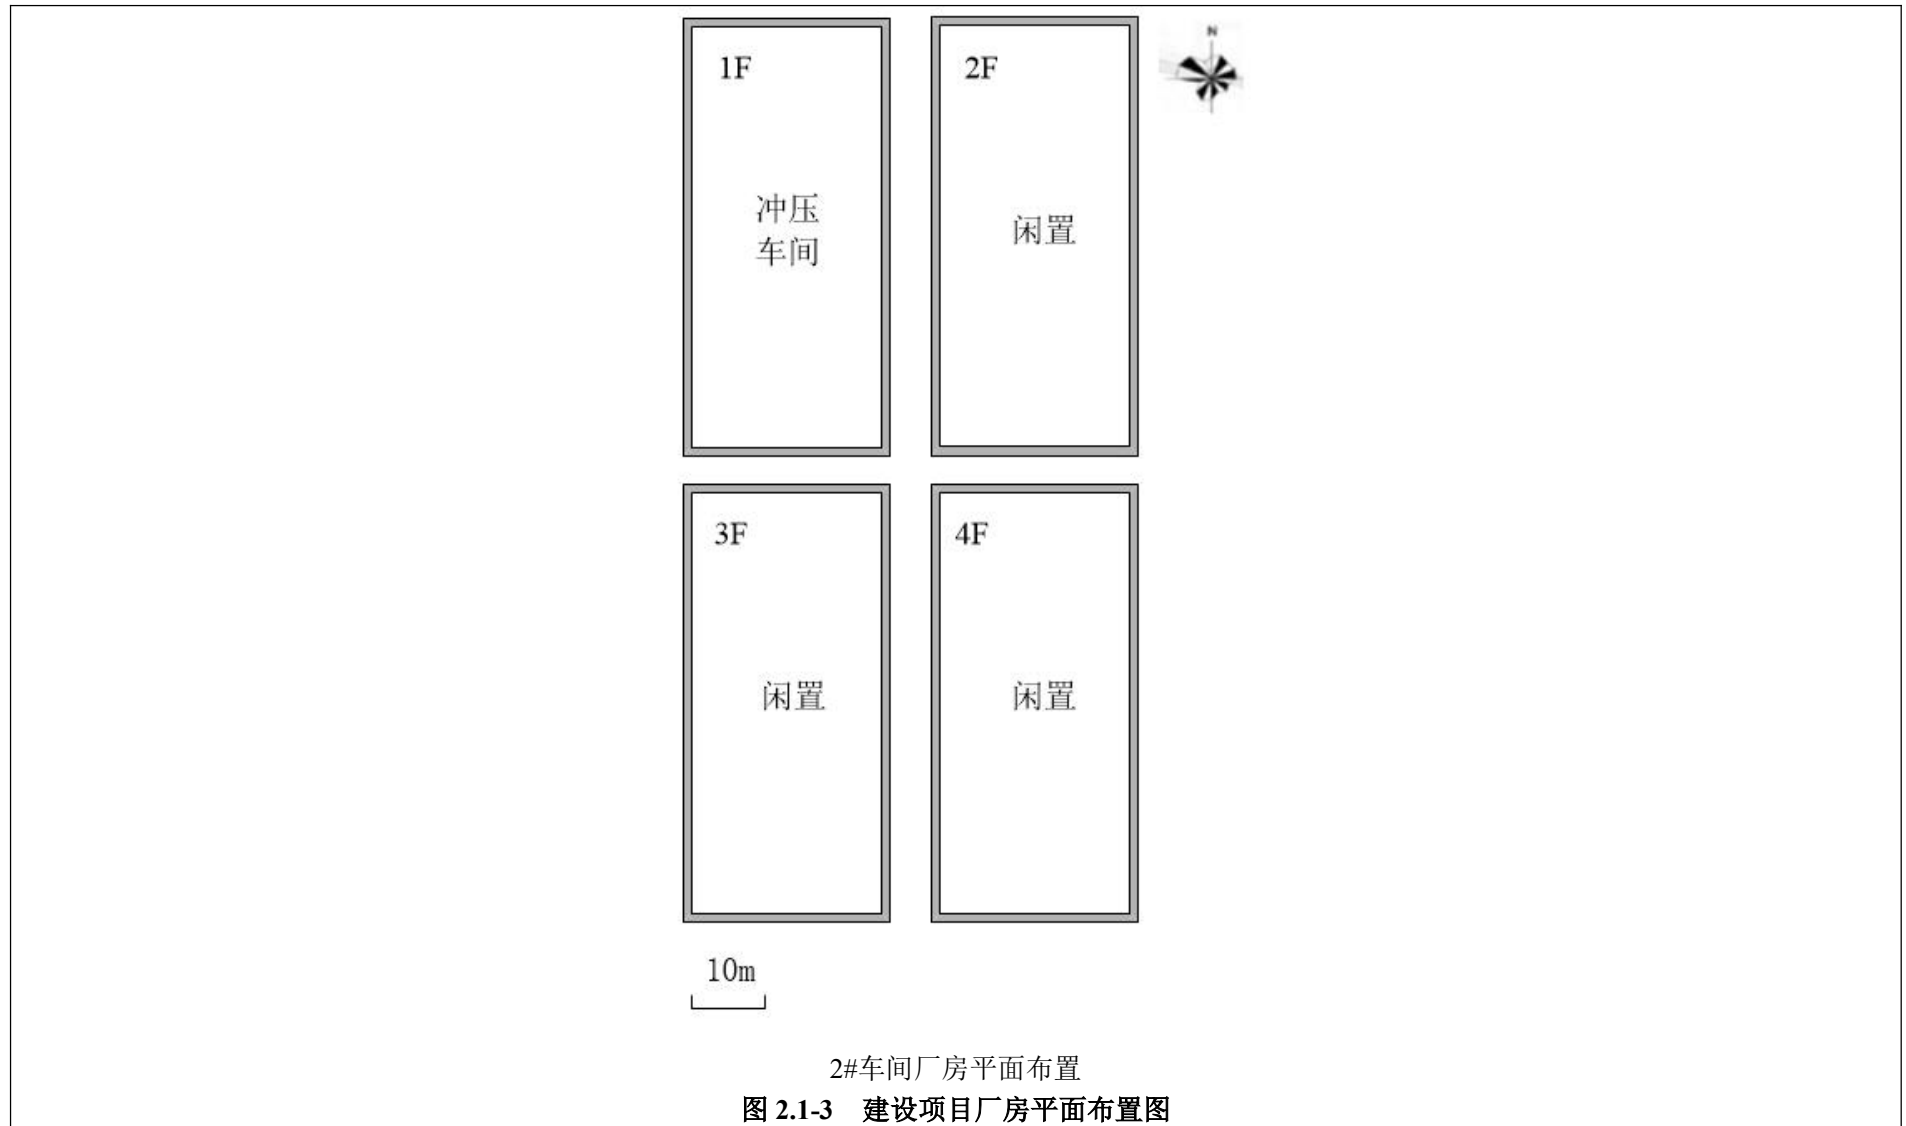 1F
2F
N
冲压
车间
闲置
3F
4F
闲置
闲置
10m
2#车间厂房平面布置
图 2.1-3 建设项目厂房平面布置图